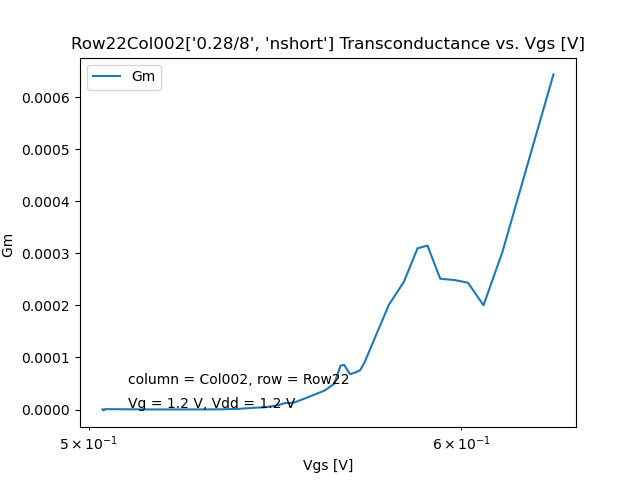 Row22Col002['0.28/8', 'nshort'] Transconductance vs. Vgs [V]
Gm
0.0006
0.0005
0.0004
0.0003
0.0002
0.0001
0.0000
Gm
column = Col002, row = Row22
Vg = 1.2 V, Vdd = 1.2 V
5 × 10⁻¹
6 × 10⁻¹
Vgs [V]